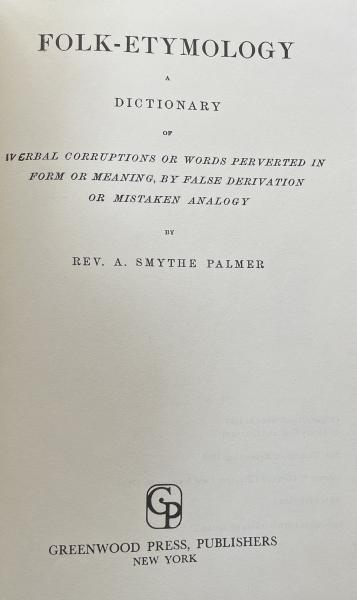 FOLK-ETYMOLOGY
A
DICTIONARY
OF
VERBAL CORRUPTIONS OR WORDS PERVERTED IN
FORM OR MEANING, BY FALSE DERIVATION
OR MISTAKEN ANALOGY
BY
REV. A. SMYTHE PALMER
GP
GREENWOOD PRESS, PUBLISHERS
NEW YORK